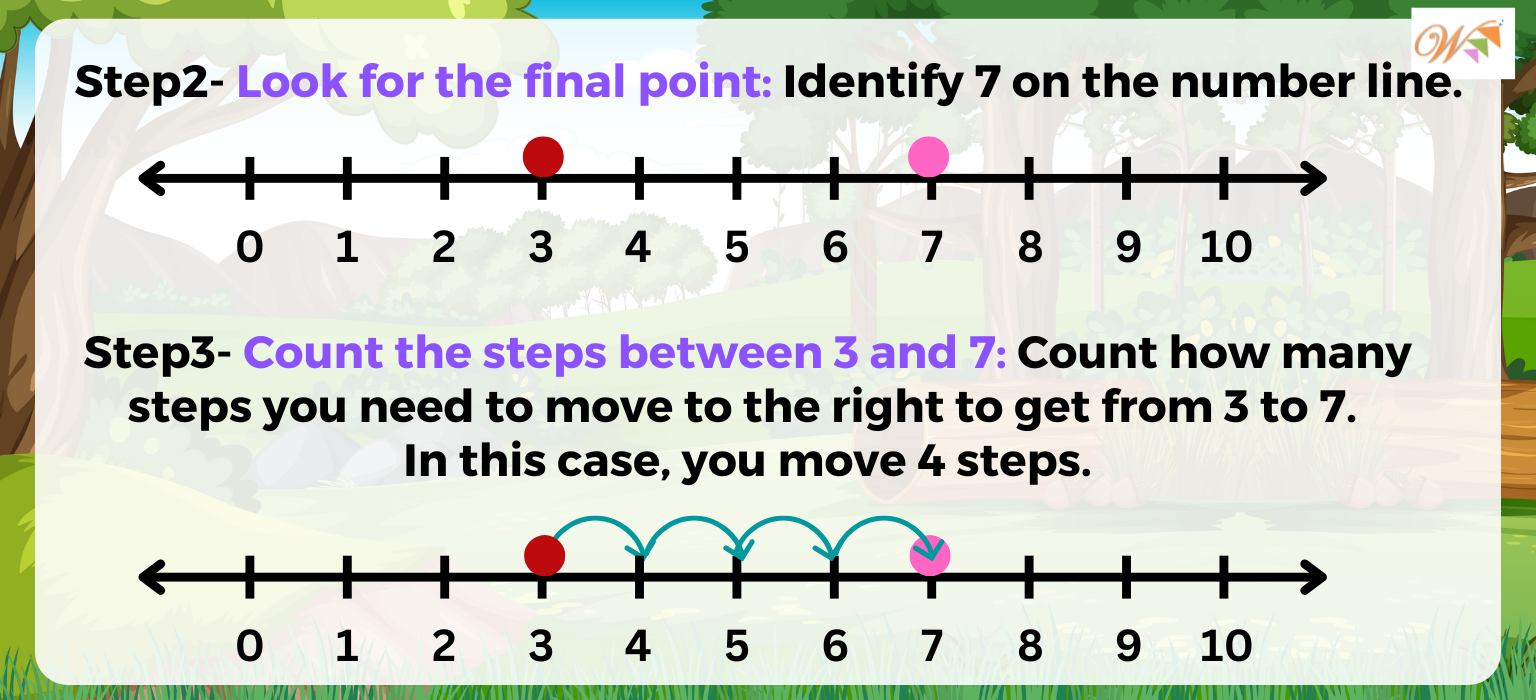 Step2- Look for the final point: Identify 7 on the number line.
0 1 2 3 4 5 6 7 8 9 10
Step3- Count the steps between 3 and 7: Count how many
steps you need to move to the right to get from 3 to 7.
In this case, you move 4 steps.
0 1 2 3 4 5 6 7 8 9 10